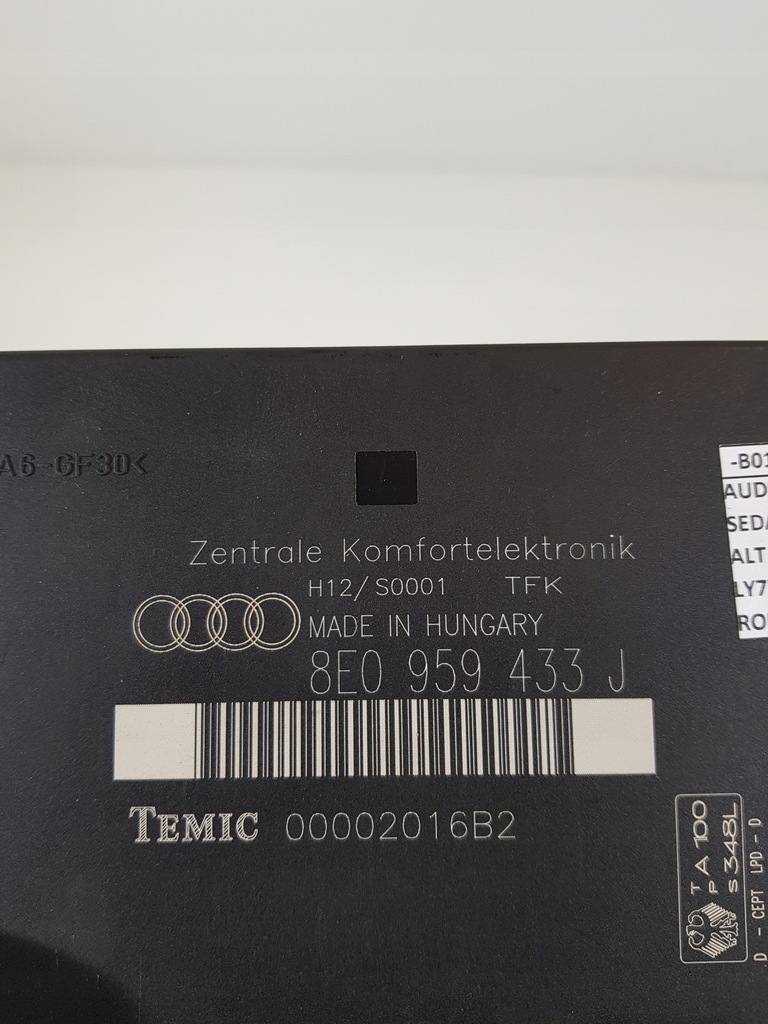 A6-GF30<
-B01
AUD
SEDA
ALT
LY7
RO
Zentrale Komfortelektronik
H12/S0001 TFK
MADE IN HUNGARY
8E0 959 433 J
TEMIC 00002016B2
T A 100
P S 348L
D - CEPT LPD - D